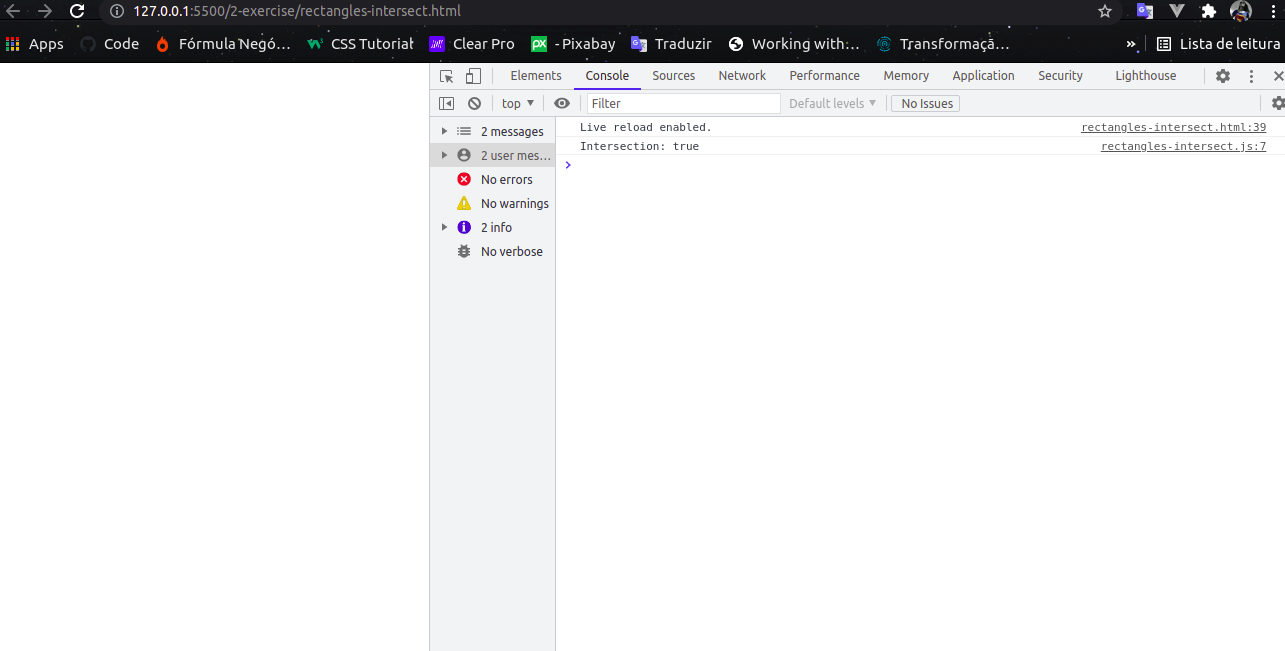 127.0.0.1:5500/2-exercise/rectangles-intersect.html
Apps Code Fórmula Negó... CSS Tutorial Clear Pro px - Pixabay Traduzir Working with:... Transformaçã... » Lista de leitura
Elements Console Sources Network Performance Memory Application Security Lighthouse
top Filter Default levels No Issues
2 messages
2 user mes...
No errors
No warnings
2 info
No verbose
Live reload enabled. rectangles-intersect.html:39
Intersection: true rectangles-intersect.js:7